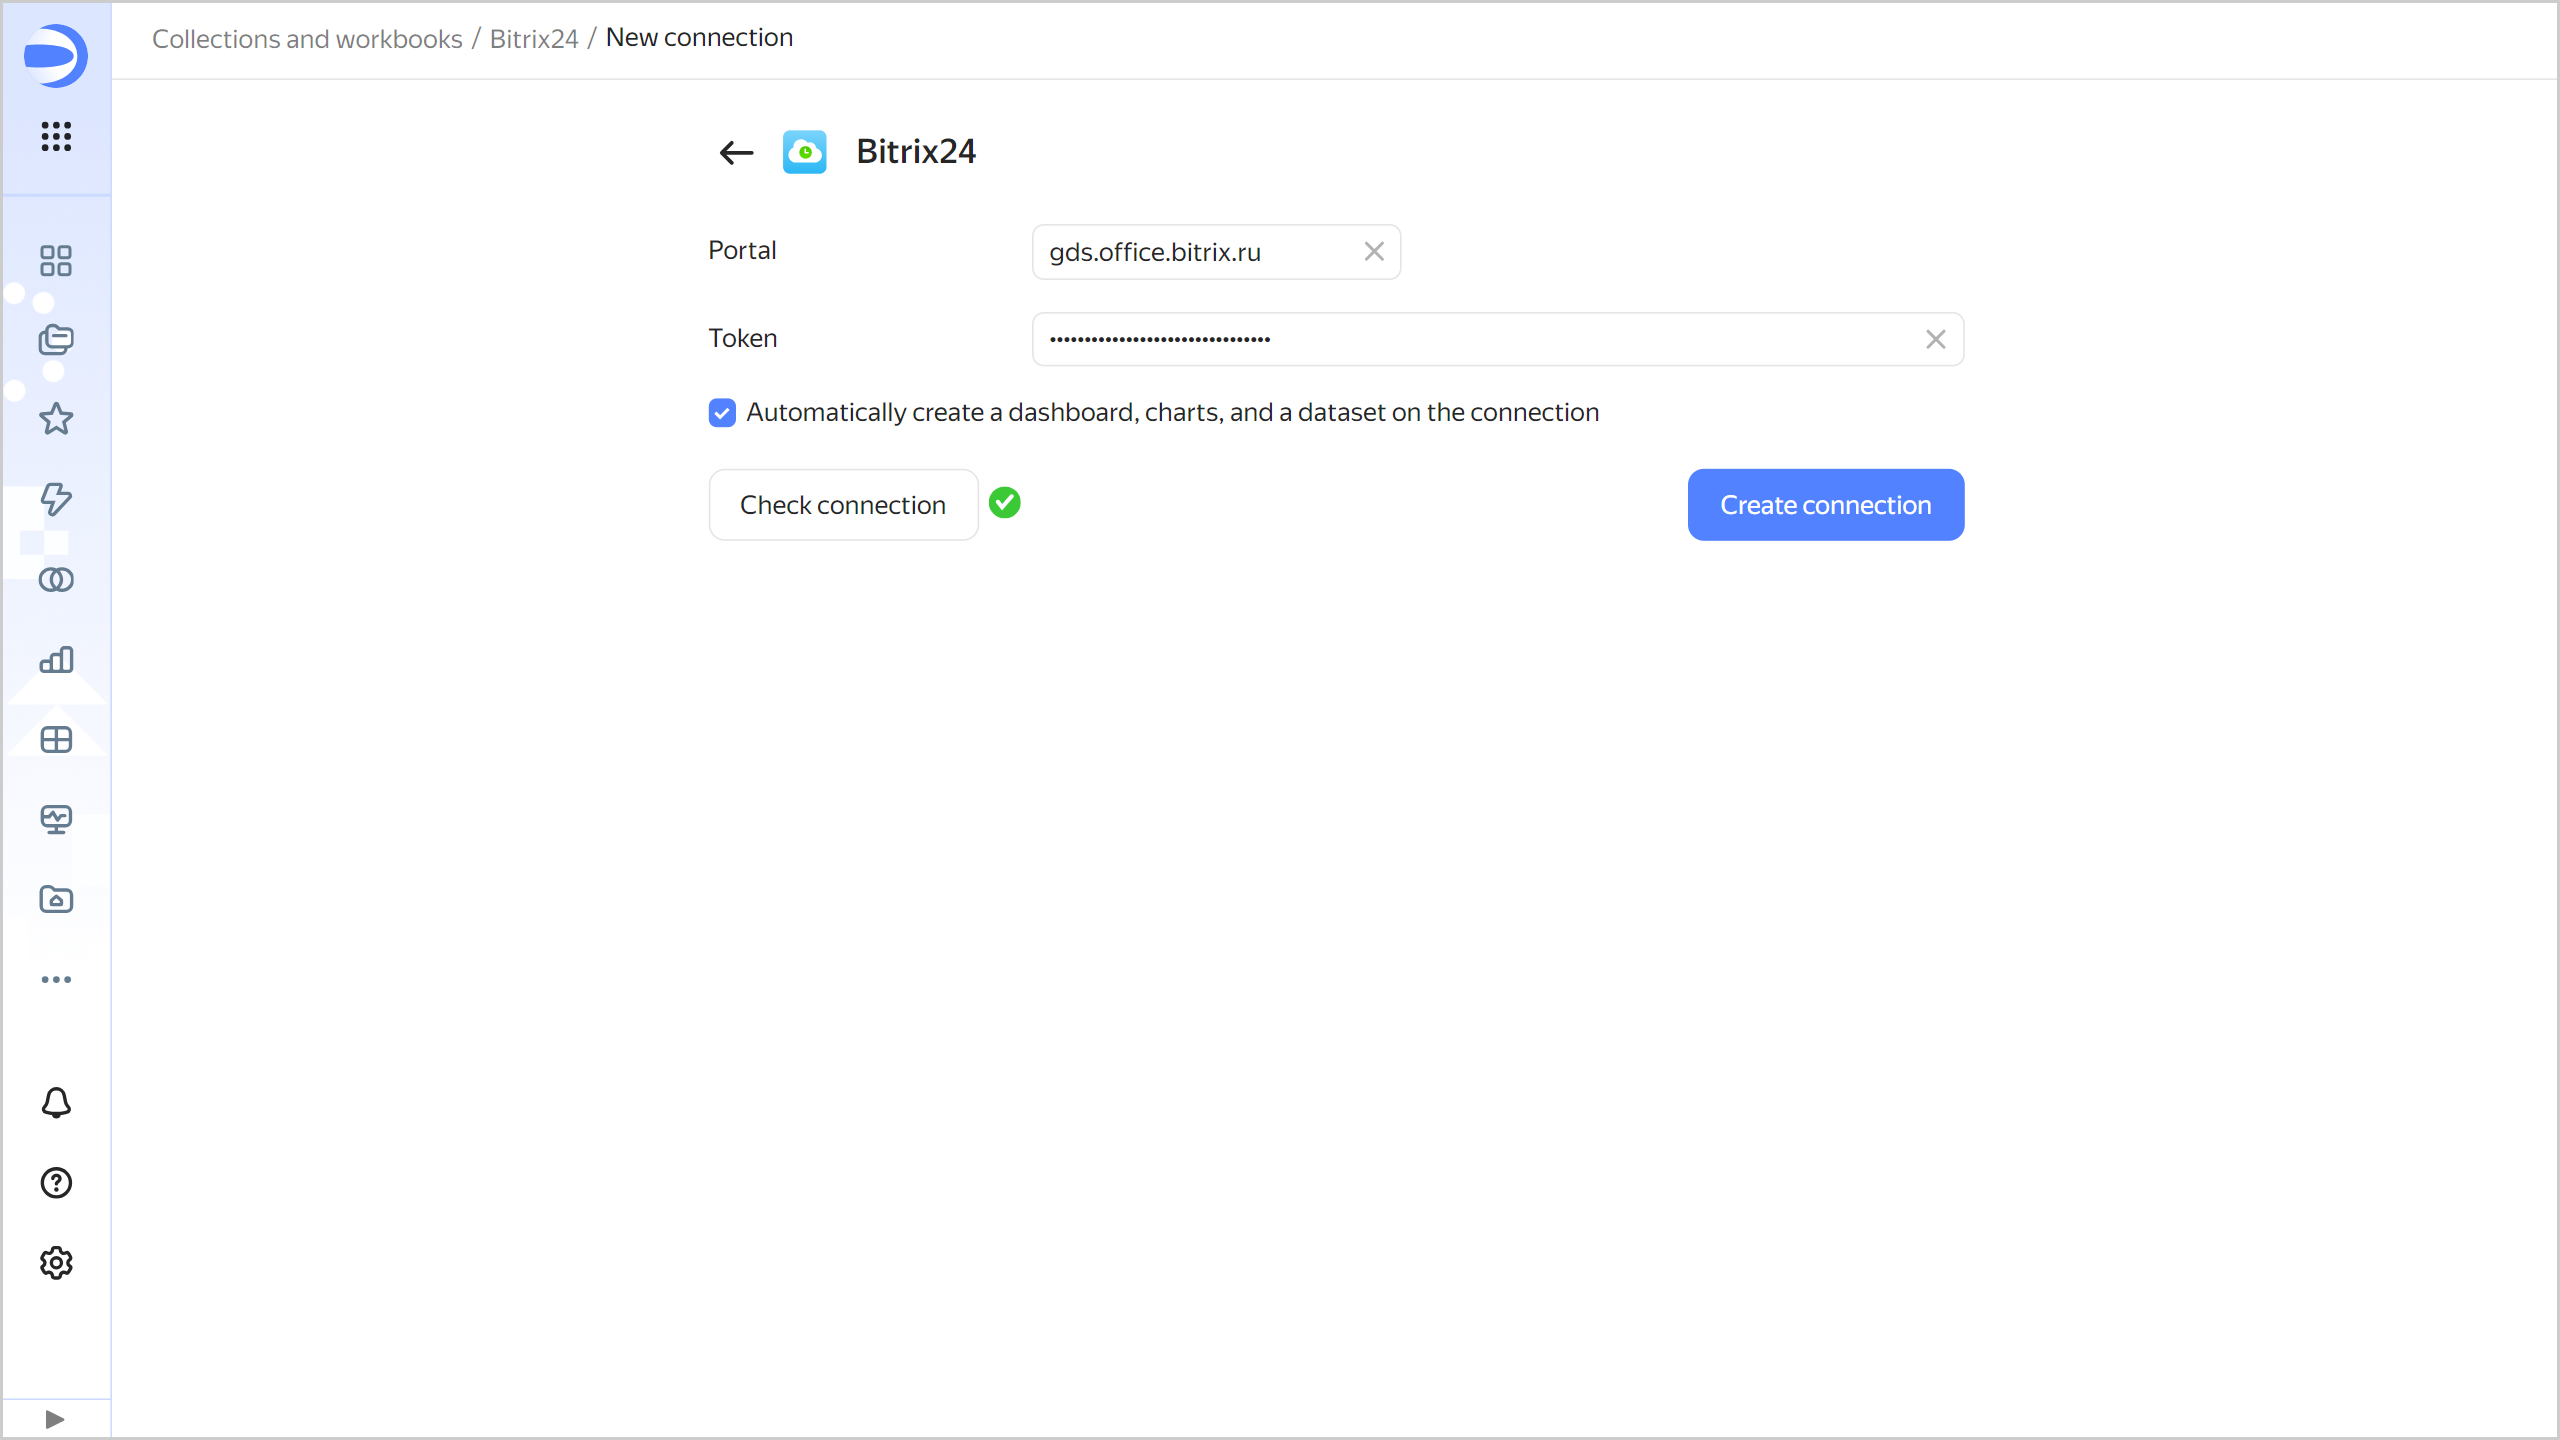 Collections and workbooks / Bitrix24 / New connection
Bitrix24
Portal
gds.office.bitrix.ru
Token
••••••••••••••••••••••••••••••••
Automatically create a dashboard, charts, and a dataset on the connection
Check connection
Create connection